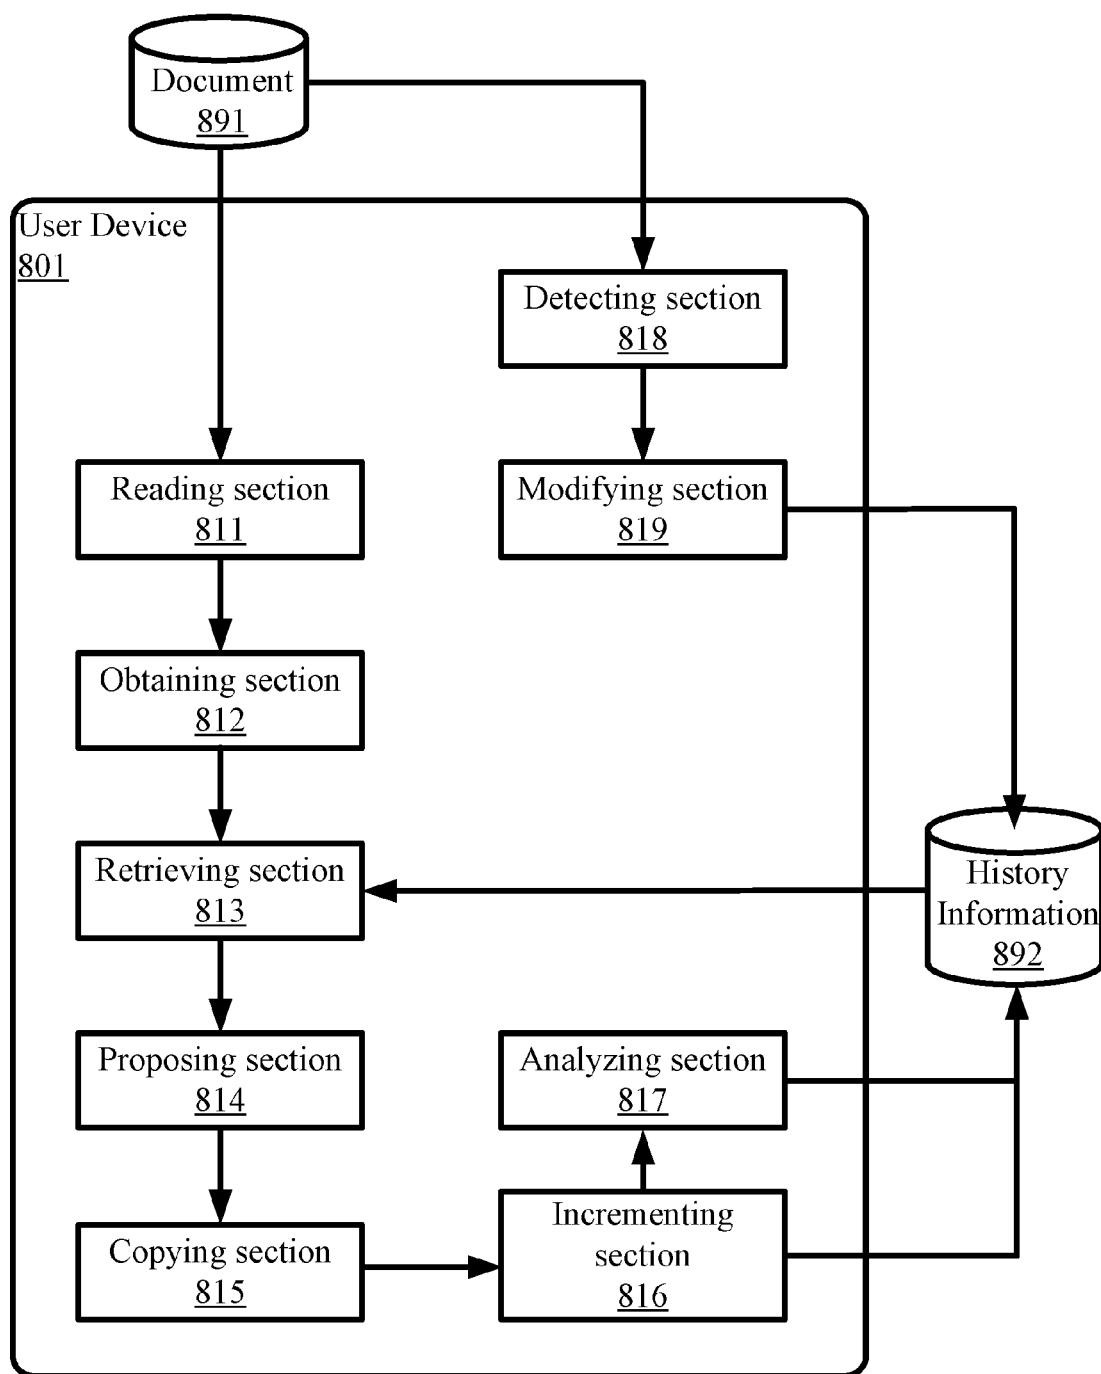 Document
891
User Device
801
Detecting section
818
Reading section
811
Modifying section
819
Obtaining section
812
Retrieving section
813
History
Information
892
Proposing section
814
Analyzing section
817
Copying section
815
Incrementing
section
816